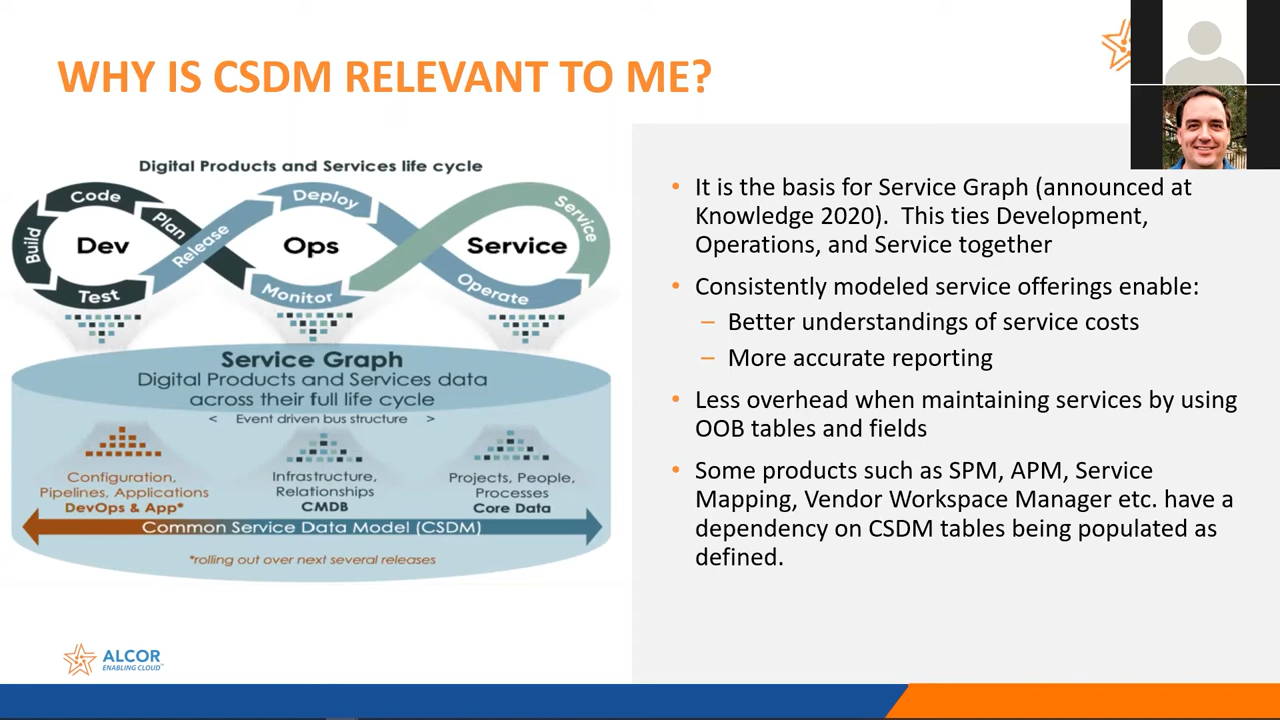 WHY IS CSDM RELEVANT TO ME?
Digital Products and Services life cycle
Code
Build
Plan
Dev
Test
Release
Deploy
Ops
Monitor
Service
Service
Operate
Service Graph
Digital Products and Services data
across their full life cycle
< Event driven bus structure >
Configuration,
Pipelines, Applications
DevOps & App*
Infrastructure,
Relationships
CMDB
Projects, People,
Processes
Core Data
Common Service Data Model (CSDM)
*rolling out over next several releases
• It is the basis for Service Graph (announced at
Knowledge 2020). This ties Development,
Operations, and Service together
• Consistently modeled service offerings enable:
– Better understandings of service costs
– More accurate reporting
• Less overhead when maintaining services by using
OOB tables and fields
• Some products such as SPM, APM, Service
Mapping, Vendor Workspace Manager etc. have a
dependency on CSDM tables being populated as
defined.
ALCOR
ENABLING CLOUD™